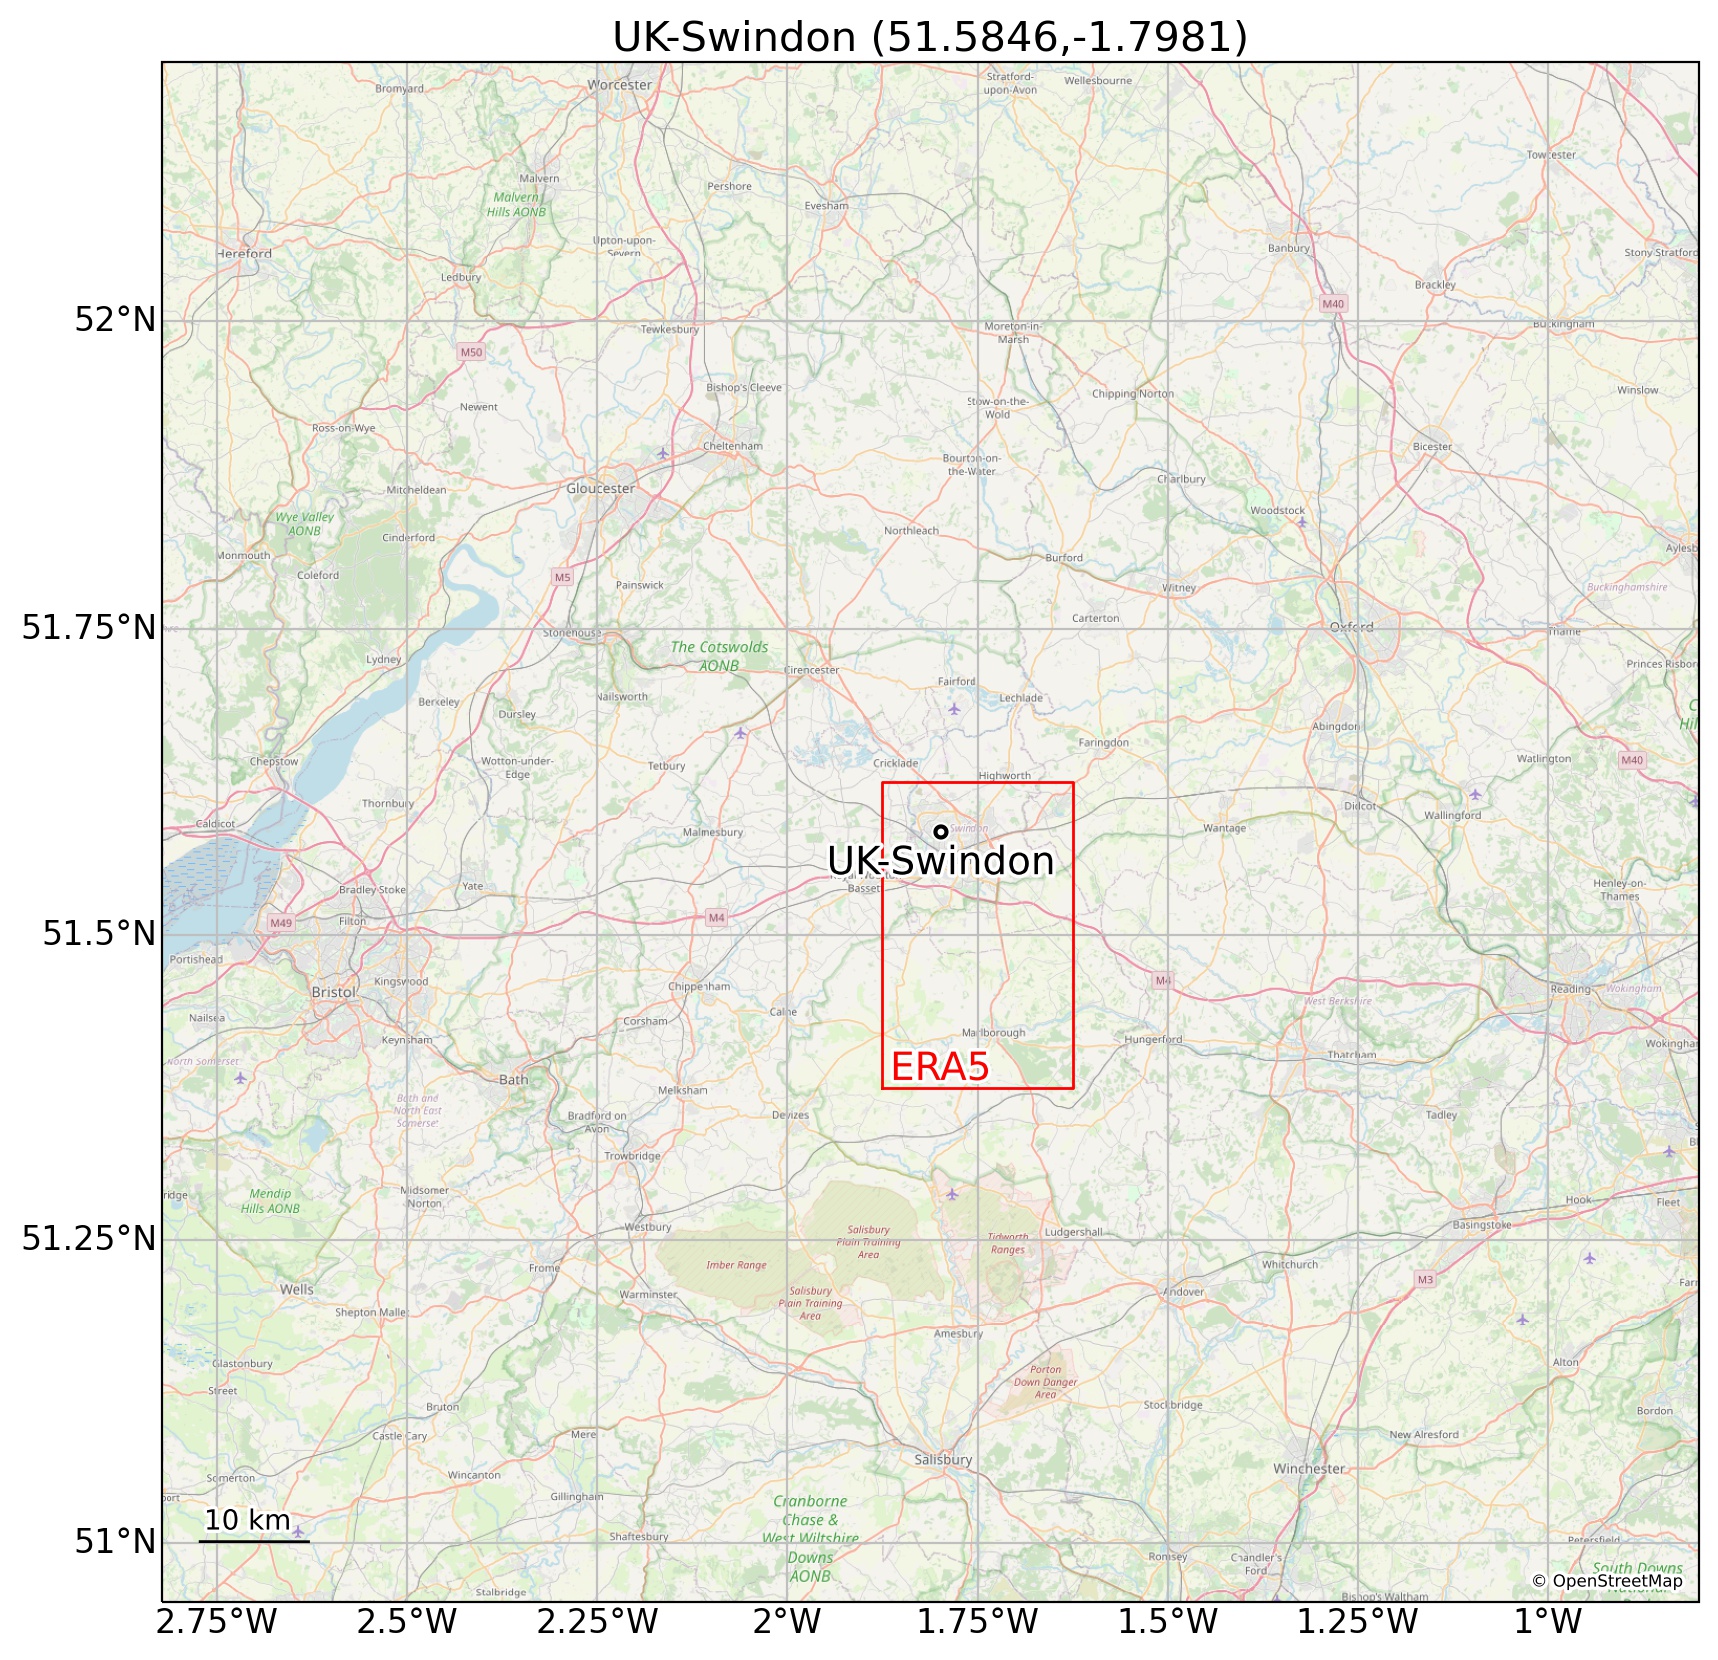 UK-Swindon (51.5846,-1.7981)
Worcester
Stratford-
upon-Avon
Wellesbourne
Bromyard
Towcester
Malvern
Malvern
Hills AONB
Pershore
Evesham
Upton-upon-
Severn
Hereford
Banbury
Stony Stratford
Ledbury
Brackley
M40
52°N
Tewkesbury
Moreton-in-
Marsh
Buckingham
M50
Bishop's Cleeve
Chipping Norton
Winslow
Newent
Stow-on-the-
Wold
Ross-on-Wye
Cheltenham
Bicester
Bourton-on-
the-Water
Gloucester
Mitcheldean
Charlbury
Woodstock
Wye Valley
AONB
Northleach
Cinderford
Monmouth
Burford
Aylesb
Coleford
M5
Painswick
Witney
Buckinghamshire
Carterton
51.75°N
Stonehouse
Oxford
Thame
The Cotswolds
AONB
Lydney
Cirencester
Princes Risbor
Fairford
Nailsworth
Lechlade
Berkeley
Dursley
C
Hil
Abingdon
Faringdon
Chepstow
Wotton-under-
Edge
Tetbury
Cricklade
Highworth
Watlington
M40
Thornbury
Didcot
Wallingford
Caldicot
Malmesbury
Swindon
Wantage
UK-Swindon
Basset
Bradley Stoke
Yate
Henley-on-
Thames
M49
Filton
M4
51.5°N
Portishead
Bristol
Kingswood
Chippenham
M4
Reading
Wokingham
West Berkshire
Nailsea
Corsham
Calne
Marlborough
Hungerford
Keynsham
Wokingham
North Somerset
Thatcham
ERA5
Bath
Melksham
Bath and
North East
Somerset
Bradford on
Avon
Devizes
Tadley
Bl
Trowbridge
Midsomer
Norton
Mendip
Hills AONB
ridge
Hook
Fleet
Westbury
Ludgershall
Basingstoke
51.25°N
Salisbury
Plain Training
Area
Tidworth
Ranges
Imber Range
Frome
Whitchurch
M3
Farn
Wells
Warminster
Salisbury
Plain Training
Area
Andover
Shepton Mallet
Amesbury
Glastonbury
Alton
Street
Porton
Down Danger
Area
Bruton
Stockbridge
Bordon
Castle Cary
Mere
New Alresford
Salisbury
Winchester
Somerton
Wincanton
Gillingham
port
Cranborne
Chase &
West Wiltshire
Downs
AONB
10 km
Shaftesbury
Petersfield
51°N
Romsey
Chandler's
Ford
South Downs
National
Stalbridge
Bishop's Waltham
© OpenStreetMap
2.75°W 2.5°W 2.25°W 2°W 1.75°W 1.5°W 1.25°W 1°W